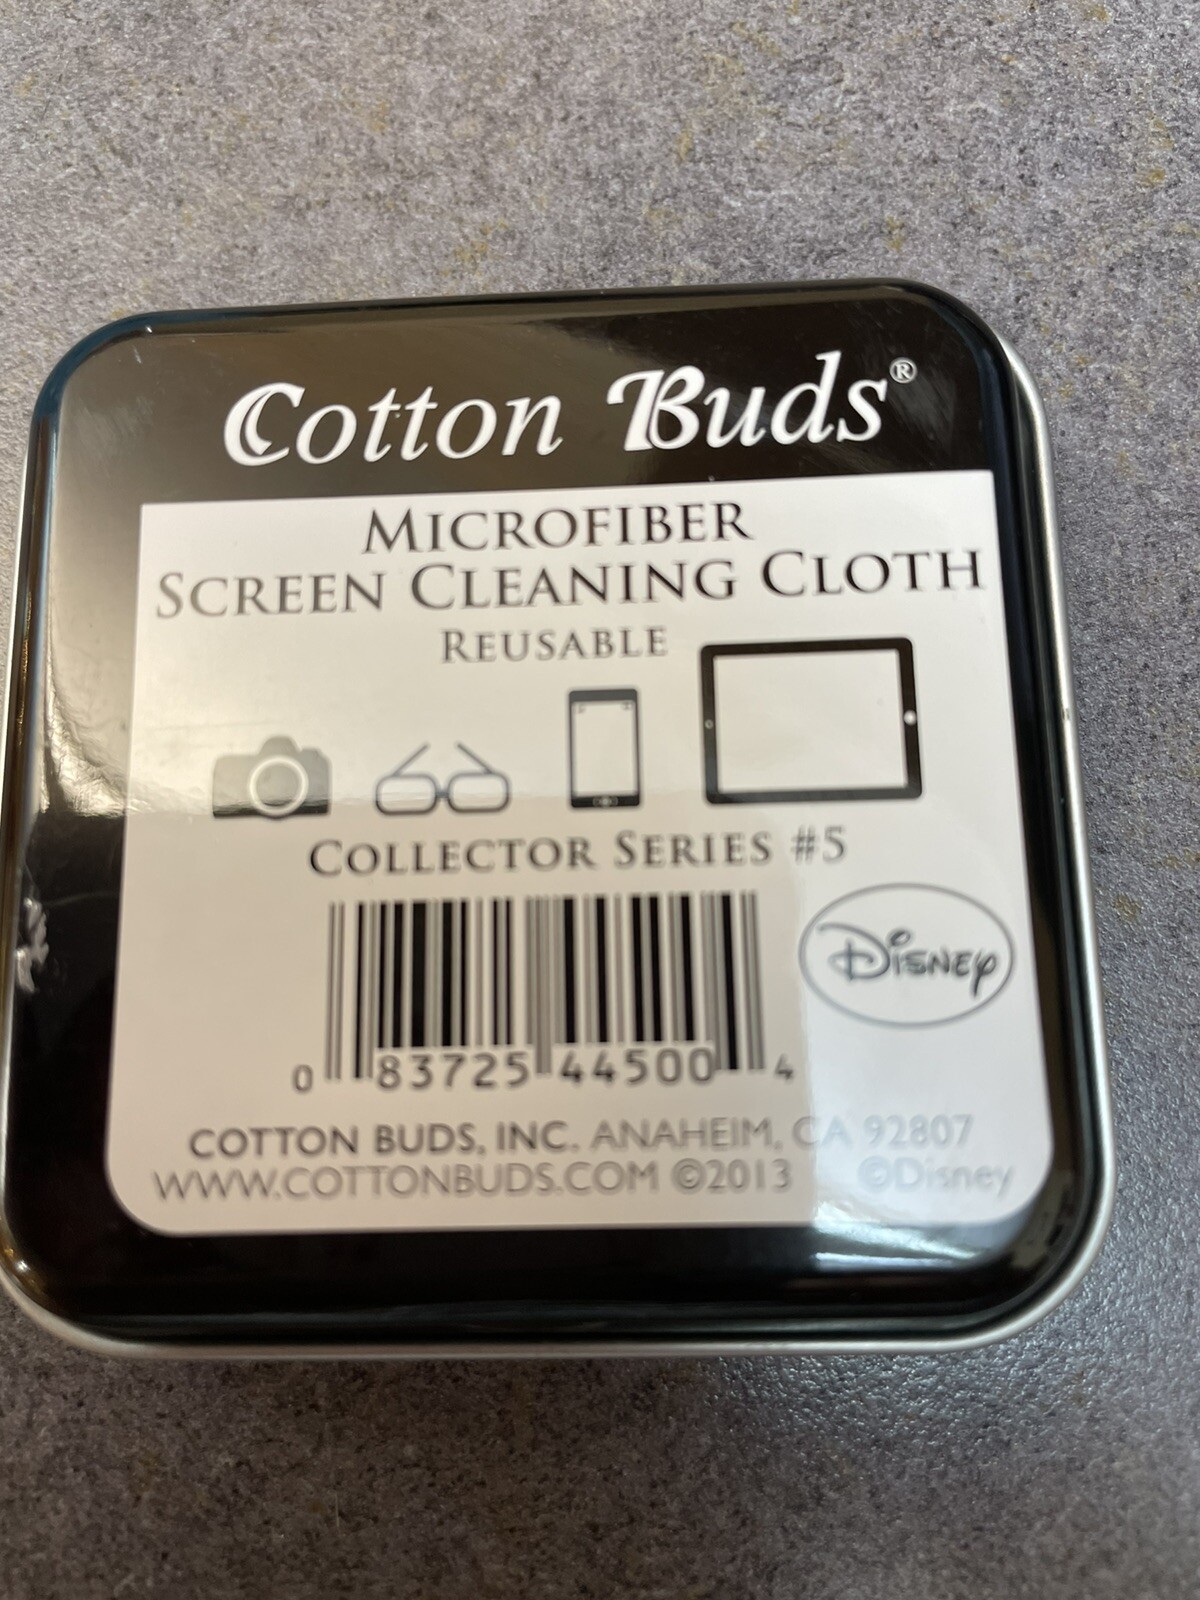 Cotton Buds®
MICROFIBER
SCREEN CLEANING CLOTH
REUSABLE
COLLECTOR SERIES #5
Disney
0 83725 44500 4
COTTON BUDS, INC. ANAHEIM, CA 92807
WWW.COTTONBUDS.COM ©2013 ©Disney